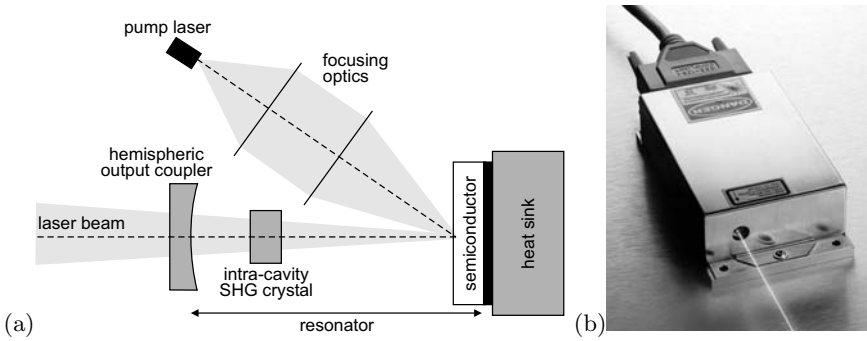 pump laser
focusing
optics
hemispheric
output coupler
laser beam
intra-cavity
SHG crystal
semiconductor
heat sink
resonator
(a)
(b)
DANGER